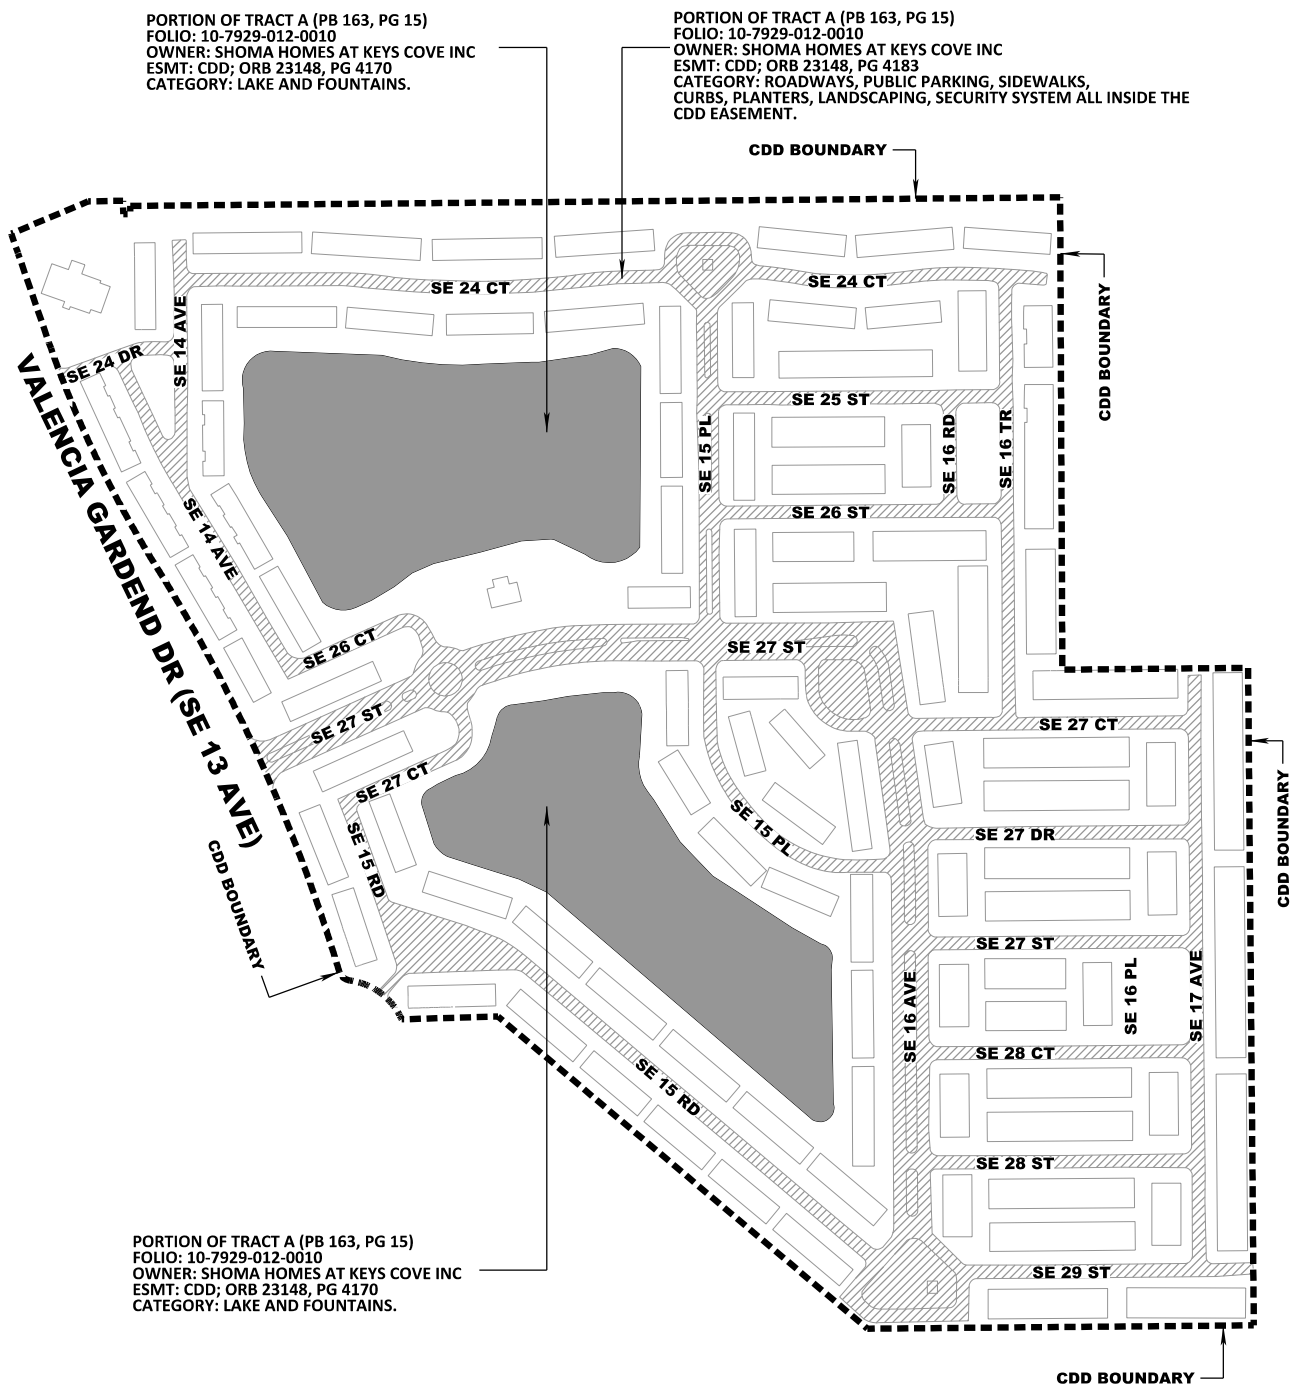 PORTION OF TRACT A (PB 163, PG 15)
FOLIO: 10-7929-012-0010
OWNER: SHOMA HOMES AT KEYS COVE INC
ESMT: CDD; ORB 23148, PG 4170
CATEGORY: LAKE AND FOUNTAINS.
PORTION OF TRACT A (PB 163, PG 15)
FOLIO: 10-7929-012-0010
OWNER: SHOMA HOMES AT KEYS COVE INC
ESMT: CDD; ORB 23148, PG 4183
CATEGORY: ROADWAYS, PUBLIC PARKING, SIDEWALKS,
CURBS, PLANTERS, LANDSCAPING, SECURITY SYSTEM ALL INSIDE THE
CDD EASEMENT.
CDD BOUNDARY
SE 24 CT
SE 24 CT
CDD BOUNDARY
SE 14 AVE
SE 24 DR
VALENCIA GARDEND DR (SE 13 AVE)
SE 25 ST
SE 15 PL
SE 16 RD
SE 16 TR
SE 26 ST
SE 14 AVE
SE 26 CT
SE 27 ST
SE 27 ST
SE 27 CT
SE 27 CT
CDD BOUNDARY
SE 15 PL
SE 27 DR
SE 15 RD
CDD BOUNDARY
SE 27 ST
SE 16 AVE
SE 16 PL
SE 17 AVE
SE 28 CT
SE 15 RD
SE 28 ST
SE 29 ST
PORTION OF TRACT A (PB 163, PG 15)
FOLIO: 10-7929-012-0010
OWNER: SHOMA HOMES AT KEYS COVE INC
ESMT: CDD; ORB 23148, PG 4170
CATEGORY: LAKE AND FOUNTAINS.
CDD BOUNDARY